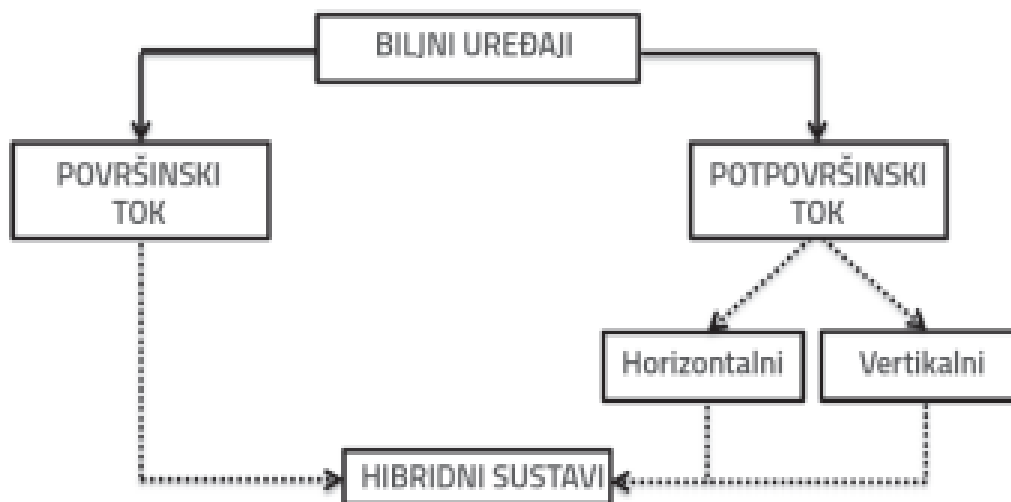 BILJNI UREĐAJI
POVRŠINSKI
TOK
POTPOVRŠINSKI
TOK
Horizontalni
Vertikalni
HIBRIDNI SUSTAVI